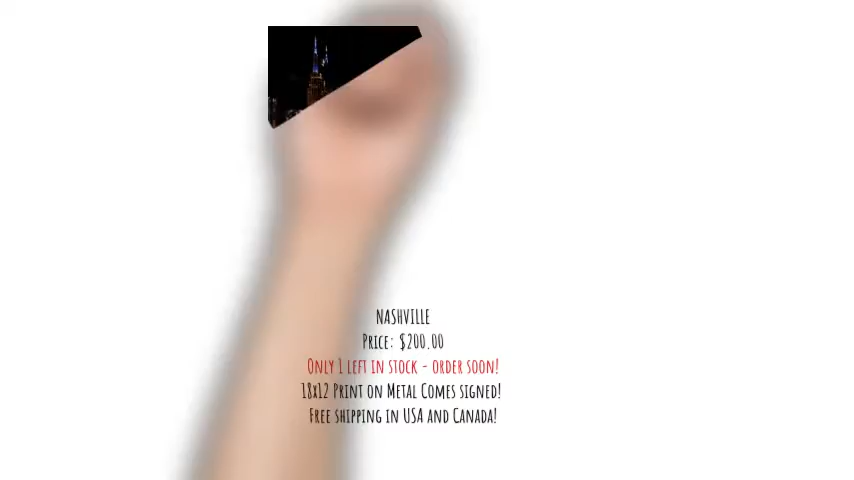 NASHVILLE
Price: $200.00
Only 1 left in stock - order soon!
18x12 Print on Metal Comes signed!
Free shipping in USA and Canada!